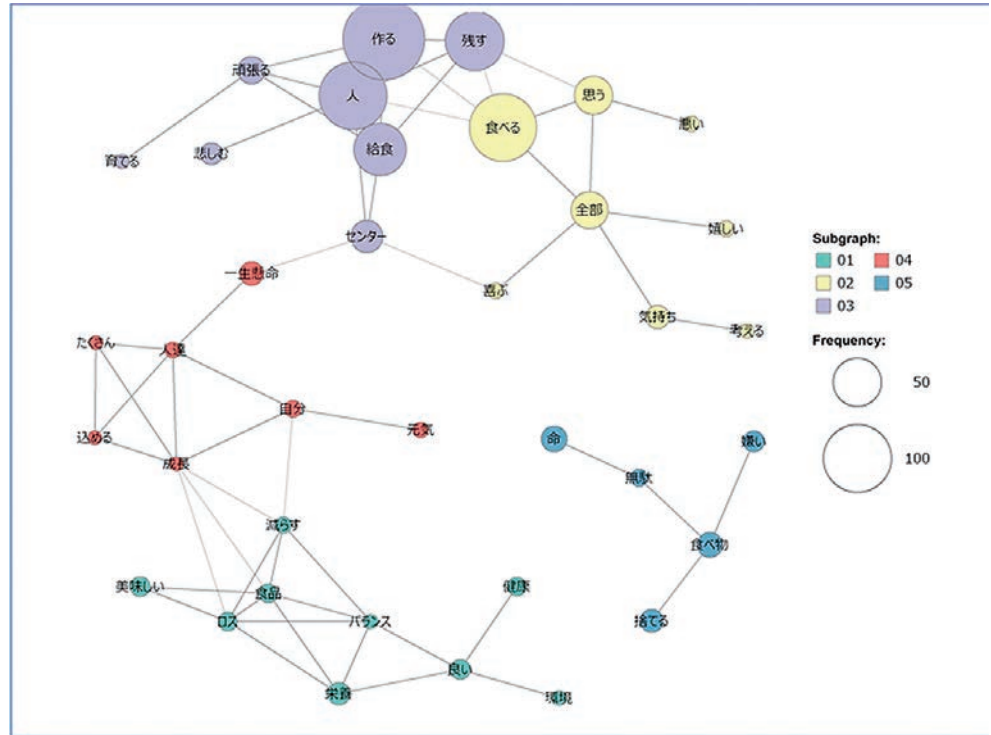 作る
残す
頑張る
人
思う
食べる
悪い
給食
悲しむ
育てる
全部
嬉しい
センター
一生懸命
喜ぶ
気持ち
考える
たくさん
人達
自分
元気
込める
成長
命
嫌い
無駄
食べ物
捨てる
減らす
美味しい
食品
健康
ロス
バランス
良い
栄養
環境
Subgraph:
01 04
02 05
03
Frequency:
50
100